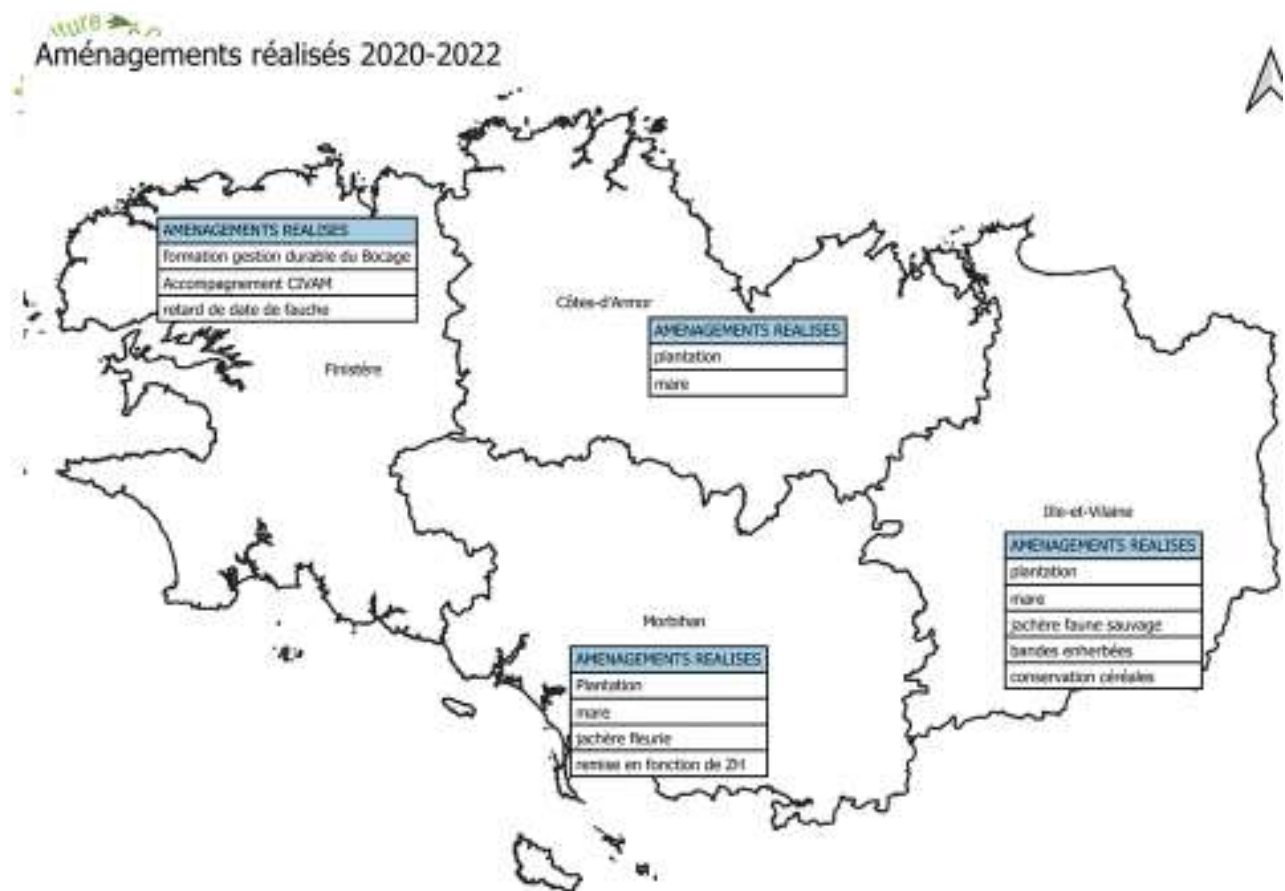 Aménagements réalisés 2020-2022
AMENAGEMENTS REALISES
formation gestion durable du Bocage
Accompagnement CIVAM
retard de date de fauche
Finistère
Côtes-d'Armor
AMENAGEMENTS REALISES
plantation
mare
Ille-et-Vilaine
AMENAGEMENTS REALISES
plantation
mare
jachère faune sauvage
bandes enherbées
conservation céréales
Morbihan
AMENAGEMENTS REALISES
Plantation
mare
jachère fleurie
remise en fonction de ZH